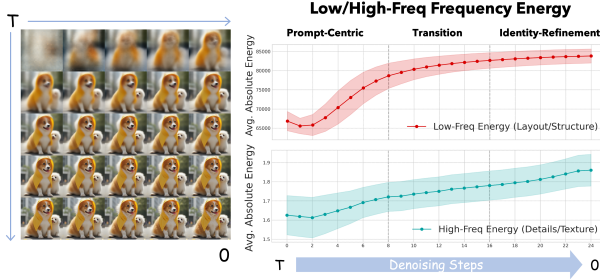 Low/High-Freq Frequency Energy
T
0
Prompt-Centric Transition Identity-Refinement
Avg. Absolute Energy
85000
80000
75000
70000
65000
Low-Freq Energy (Layout/Structure)
Avg. Absolute Energy
1.9
1.8
1.7
1.6
1.5
High-Freq Energy (Details/Texture)
0 2 4 6 8 10 12 14 16 18 20 22 24
T Denoising Steps 0